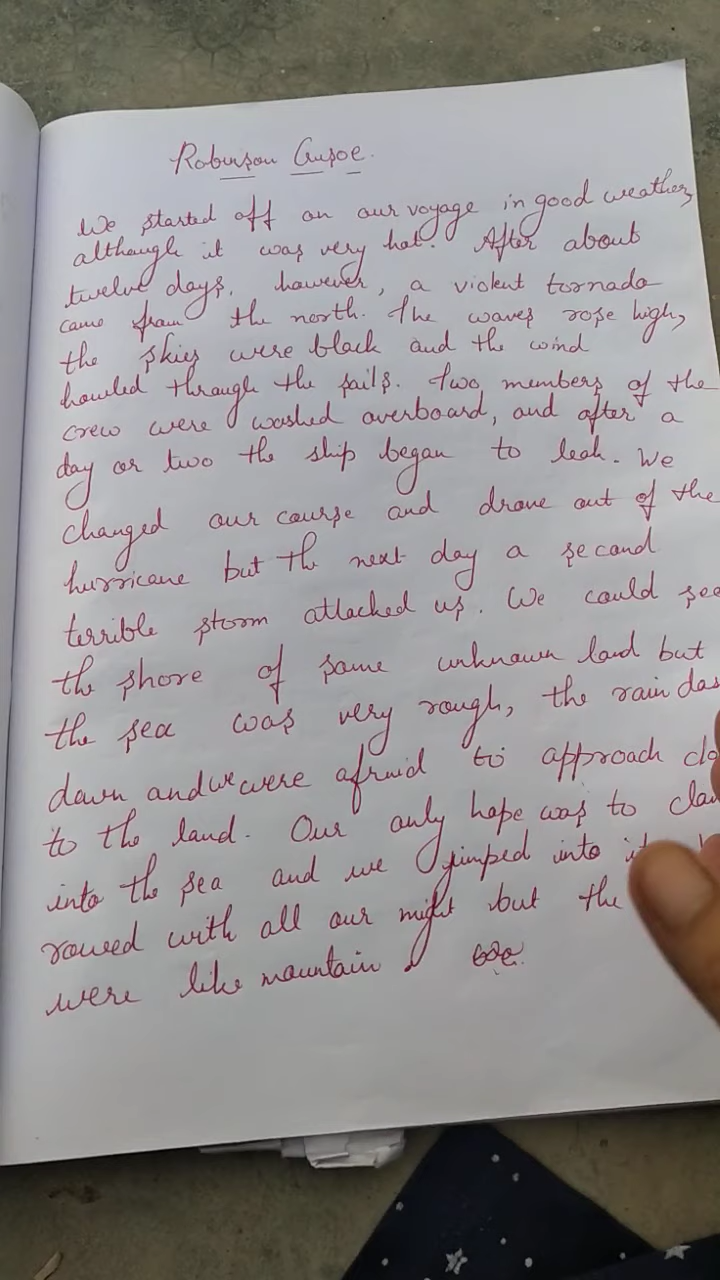 Robinson Crusoe.
We started off on our voyage in good weather,
although it was very hot. After about
twelve days, however, a violent tornado
came from the north. The waves rose high,
the skies were black and the wind
howled through the sails. Two members of the
crew were washed overboard, and after a
day or two the ship began to leak. We
changed our course and drove out of the
hurricane but the next day a second
terrible storm attacked us. We could see
the shore of some unknown land but
the sea was very rough, the rain das
down and we were afraid to approach clo
to the land. Our only hope was to
into the sea and we jumped into
rowed with all our might but the
were like mountain.